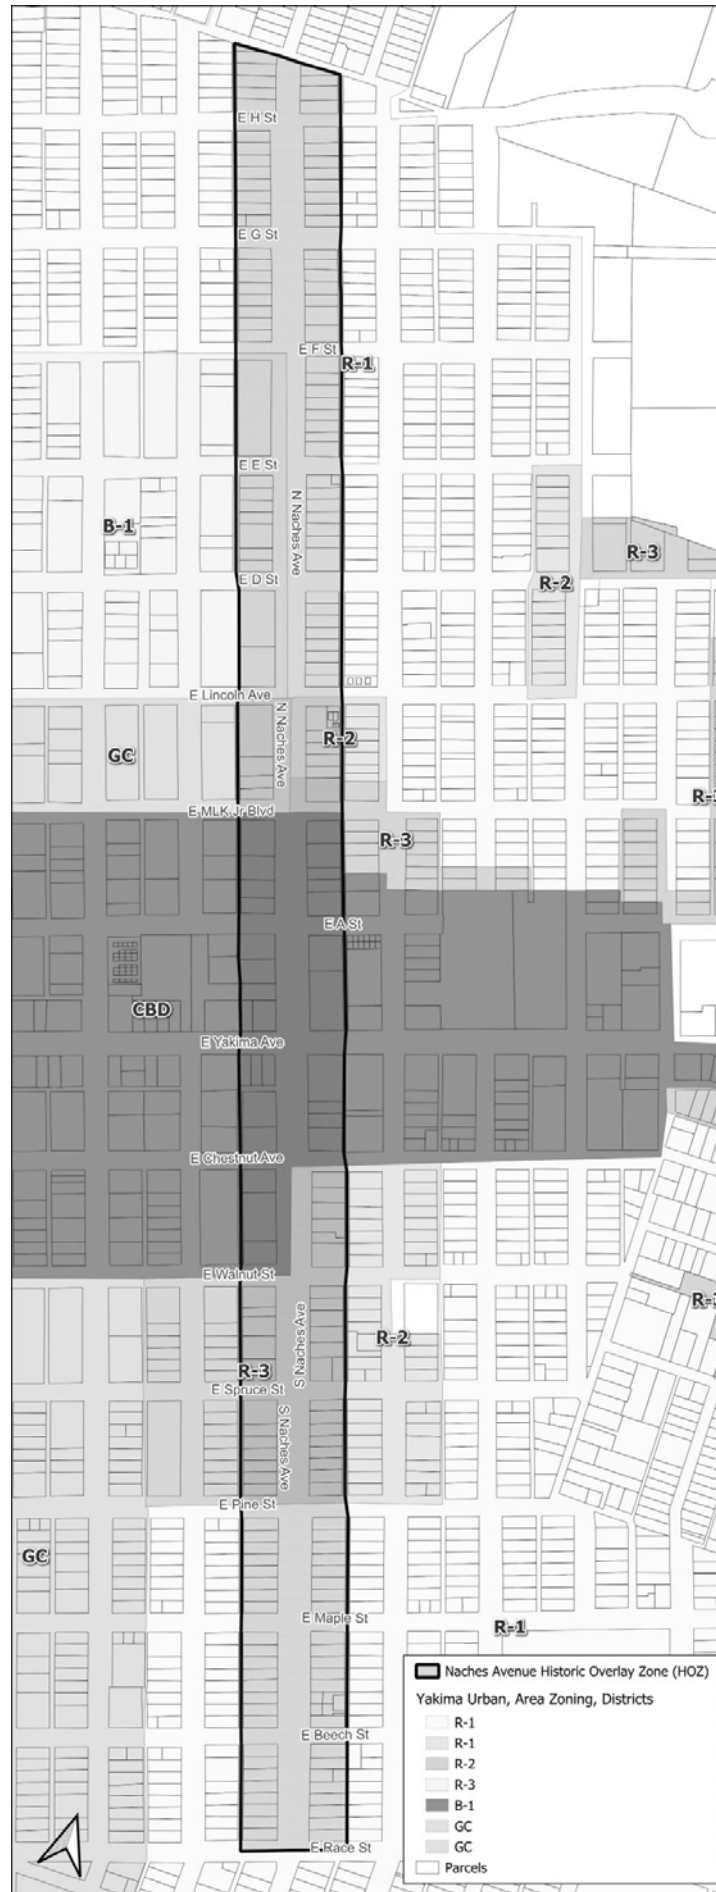 E H St
E G St
E F St
R-1
E E St
N Naches Ave
B-1
R-3
E D St
R-2
E Lincoln Ave
N Naches Ave
R-2
GC
E MLK Jr Blvd
R-3
E A St
CBD
E Yakima Ave
E Chestnut Ave
E Walnut St
S Naches Ave
R-2
R-3
E Spruce St
S Naches Ave
E Pine St
GC
E Maple St
R-1
E Beech St
E Race St
Naches Avenue Historic Overlay Zone (HOZ)
Yakima Urban, Area Zoning, Districts
R-1
R-1
R-2
R-3
B-1
GC
GC
Parcels